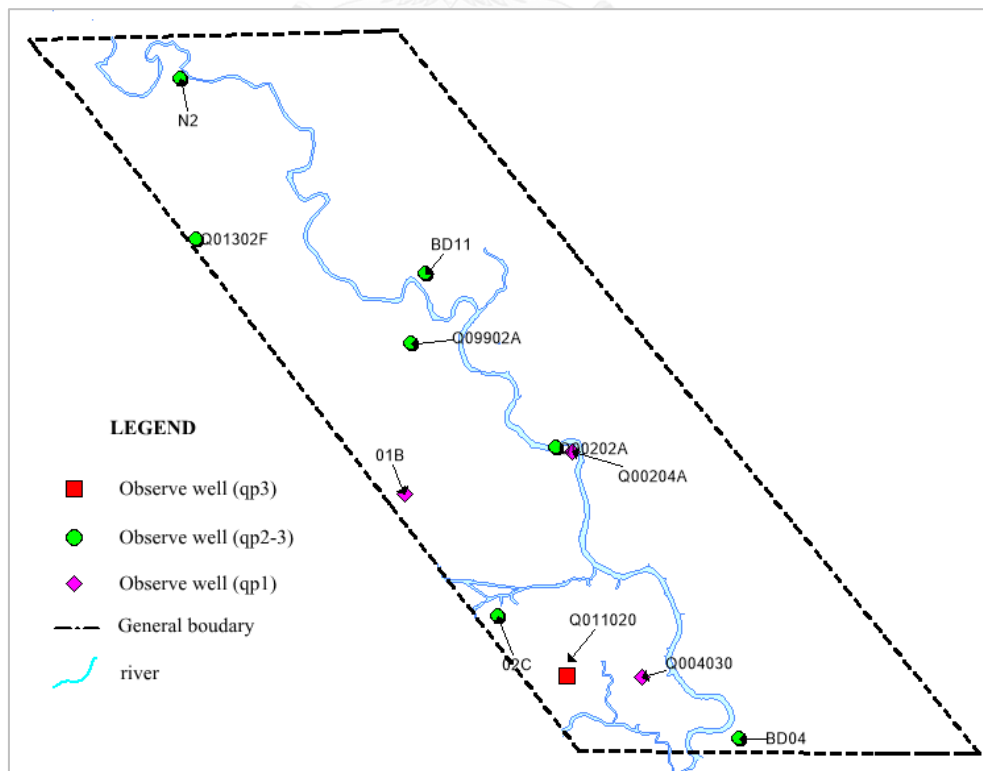 N2
Q01302F
BD11
Q09902A
Q00202A
Q00204A
01B
LEGEND
Observe well (qp3)
Observe well (qp2-3)
Observe well (qp1)
General boudary
river
Q011020
02C
Q004030
BD04